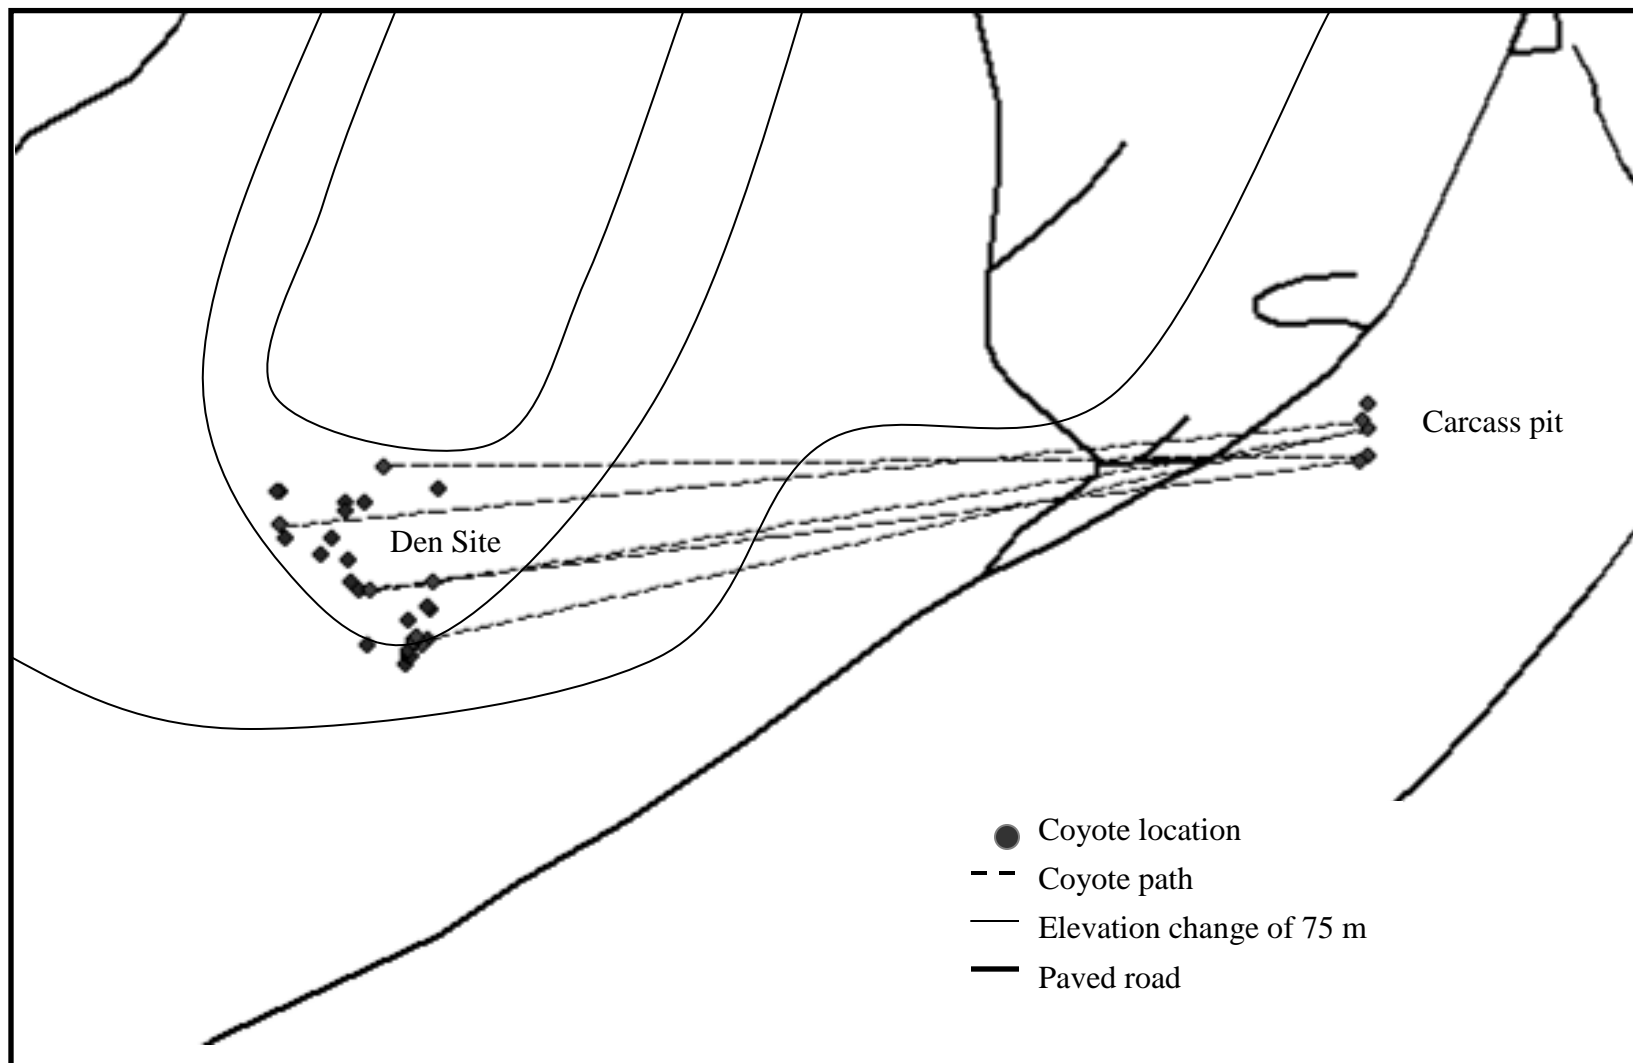 Carcass pit
Den Site
Coyote location
Coyote path
Elevation change of 75 m
Paved road